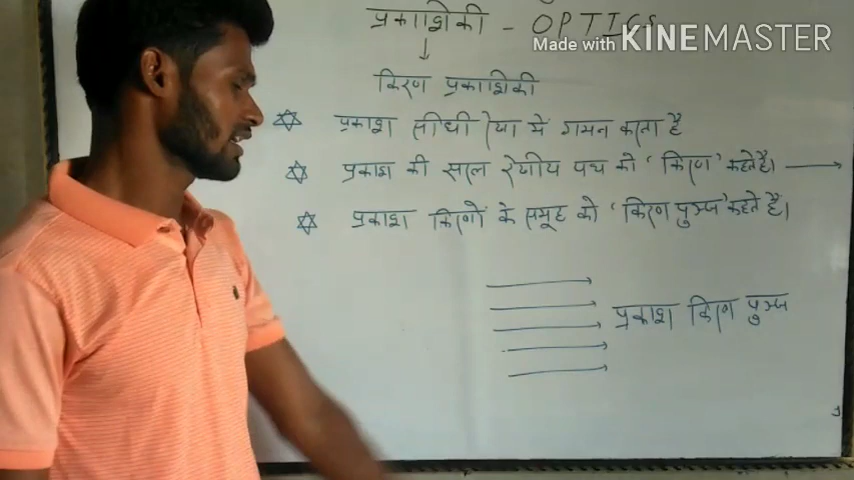 प्रकाशिकी - OPTICS
Made with KINEMASTER
किरण प्रकाशिकी
प्रकाश सीधी रेखा में गमन करता है
प्रकाश की सरल रेखीय पथ को 'किरण' कहते है।
प्रकाश किरणों के समूह को 'किरण पुञ्ज' कहते हैं।
प्रकाश किरण पुञ्ज